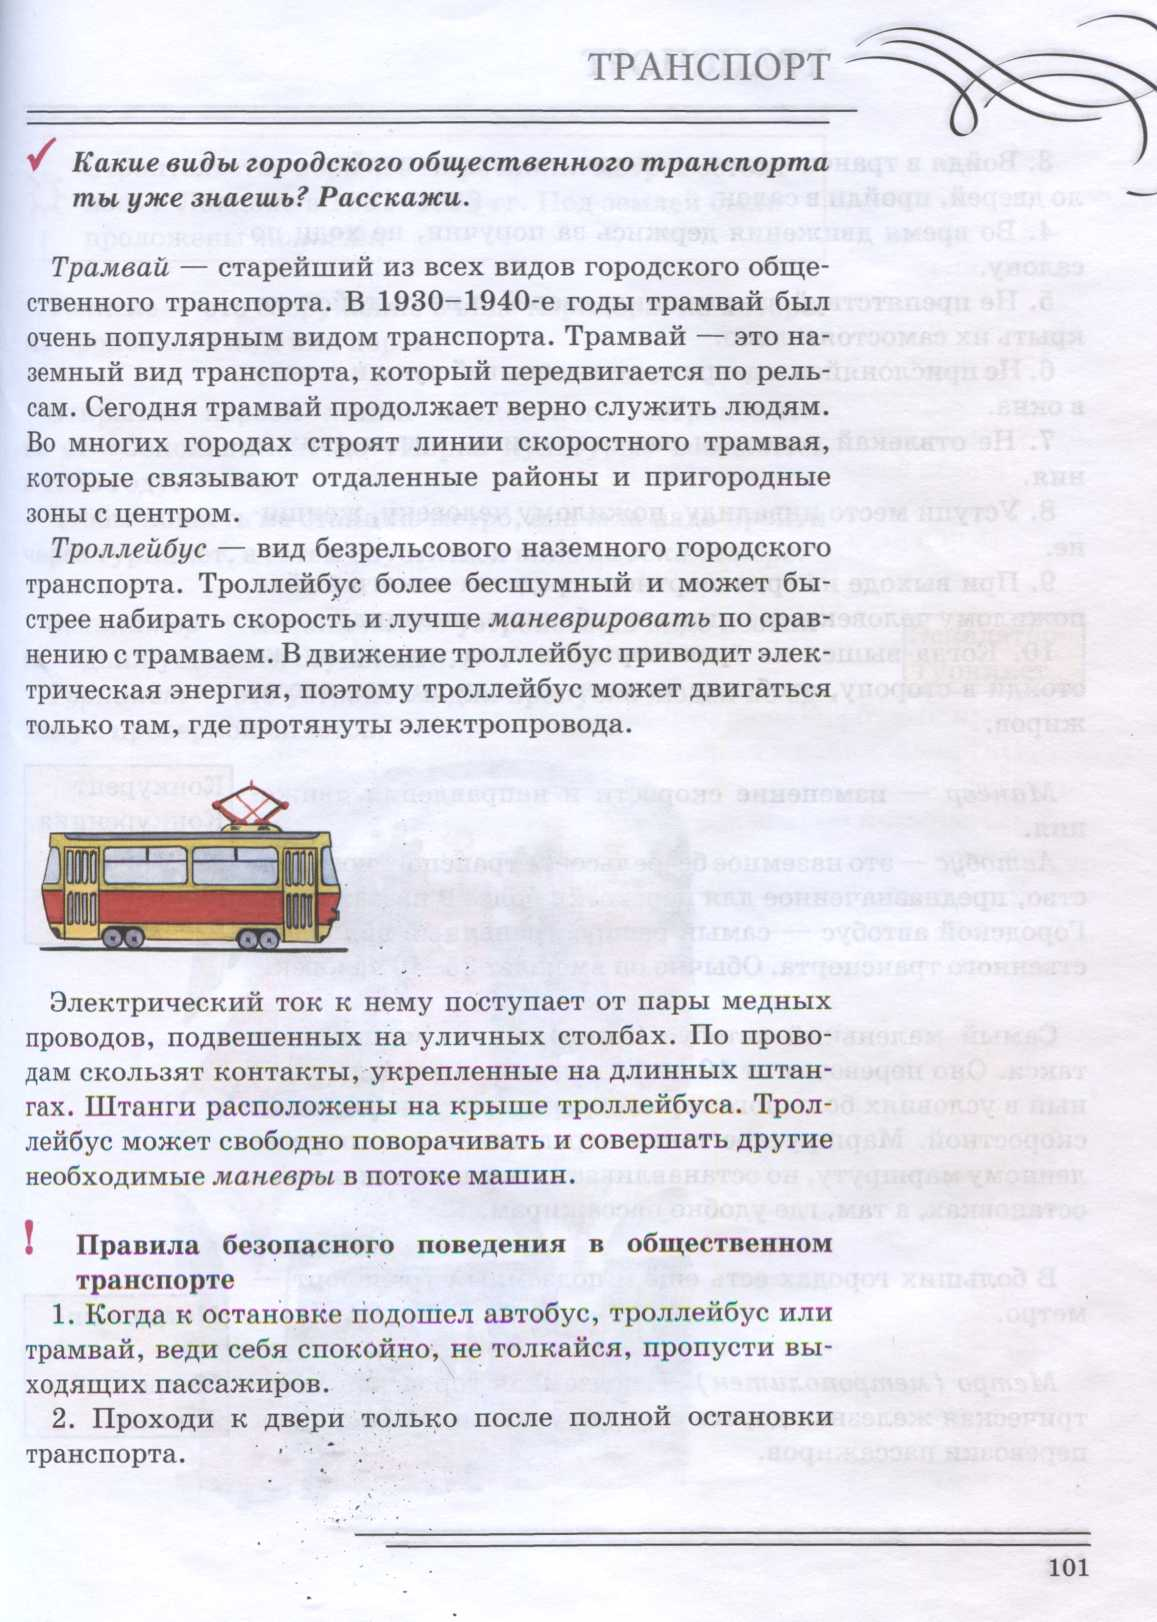 ТРАНСПОРТ
Какие виды городского общественного транспорта
ты уже знаешь? Расскажи.
Трамвай — старейший из всех видов городского обще-
ственного транспорта. В 1930–1940-е годы трамвай был
очень популярным видом транспорта. Трамвай — это на-
земный вид транспорта, который передвигается по рель-
сам. Сегодня трамвай продолжает верно служить людям.
Во многих городах строят линии скоростного трамвая,
которые связывают отдаленные районы и пригородные
зоны с центром.
Троллейбус — вид безрельсового наземного городского
транспорта. Троллейбус более бесшумный и может бы-
стрее набирать скорость и лучше маневрировать по срав-
нению с трамваем. В движение троллейбус приводит элек-
трическая энергия, поэтому троллейбус может двигаться
только там, где протянуты электропровода.
Электрический ток к нему поступает от пары медных
проводов, подвешенных на уличных столбах. По прово-
дам скользят контакты, укрепленные на длинных штан-
гах. Штанги расположены на крыше троллейбуса. Трол-
лейбус может свободно поворачивать и совершать другие
необходимые маневры в потоке машин.
! Правила безопасного поведения в общественном
транспорте
1. Когда к остановке подошел автобус, троллейбус или
трамвай, веди себя спокойно, не толкайся, пропусти вы-
ходящих пассажиров.
2. Проходи к двери только после полной остановки
транспорта.
101